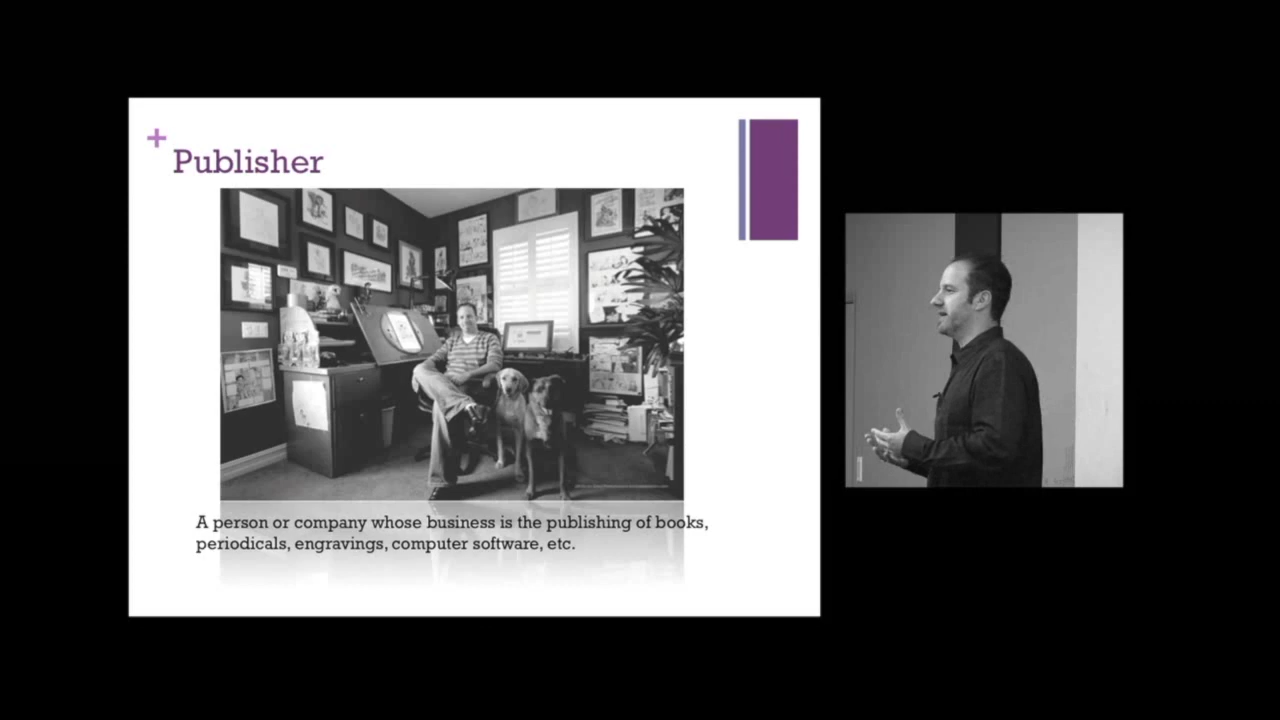 +
Publisher
A person or company whose business is the publishing of books,
periodicals, engravings, computer software, etc.